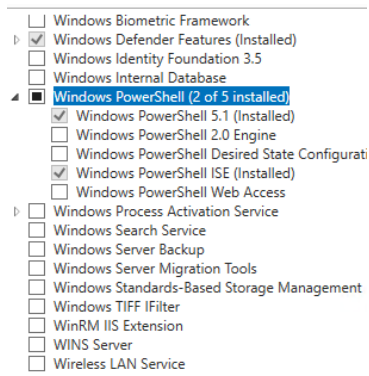 Windows Biometric Framework
Windows Defender Features (Installed)
Windows Identity Foundation 3.5
Windows Internal Database
Windows PowerShell (2 of 5 installed)
Windows PowerShell 5.1 (Installed)
Windows PowerShell 2.0 Engine
Windows PowerShell Desired State Configurati
Windows PowerShell ISE (Installed)
Windows PowerShell Web Access
Windows Process Activation Service
Windows Search Service
Windows Server Backup
Windows Server Migration Tools
Windows Standards-Based Storage Management
Windows TIFF IFilter
WinRM IIS Extension
WINS Server
Wireless LAN Service